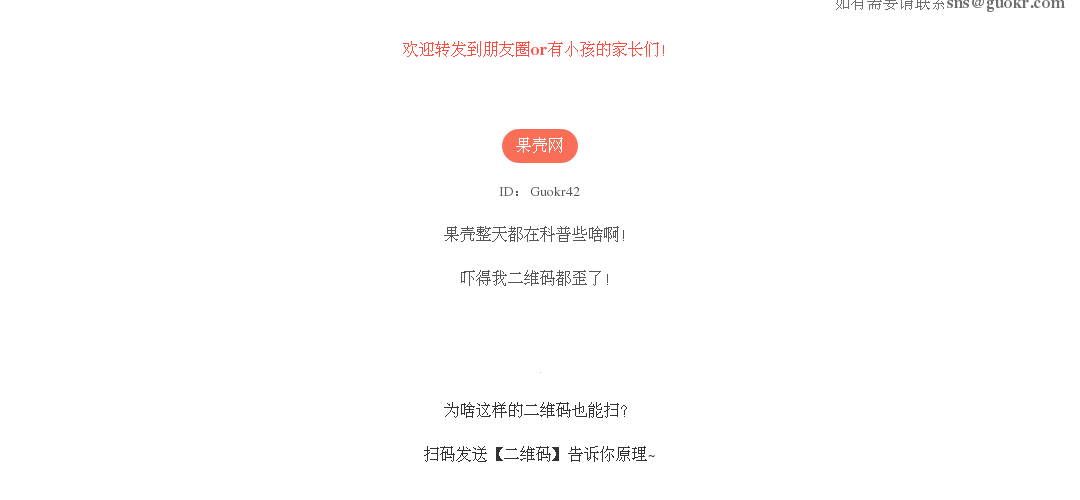 如有需要请联系sns@guokr.com
欢迎转发到朋友圈or有小孩的家长们!
果壳网
ID： Guokr42
果壳整天都在科普些啥啊!
吓得我二维码都歪了!
为啥这样的二维码也能扫?
扫码发送【二维码】告诉你原理~